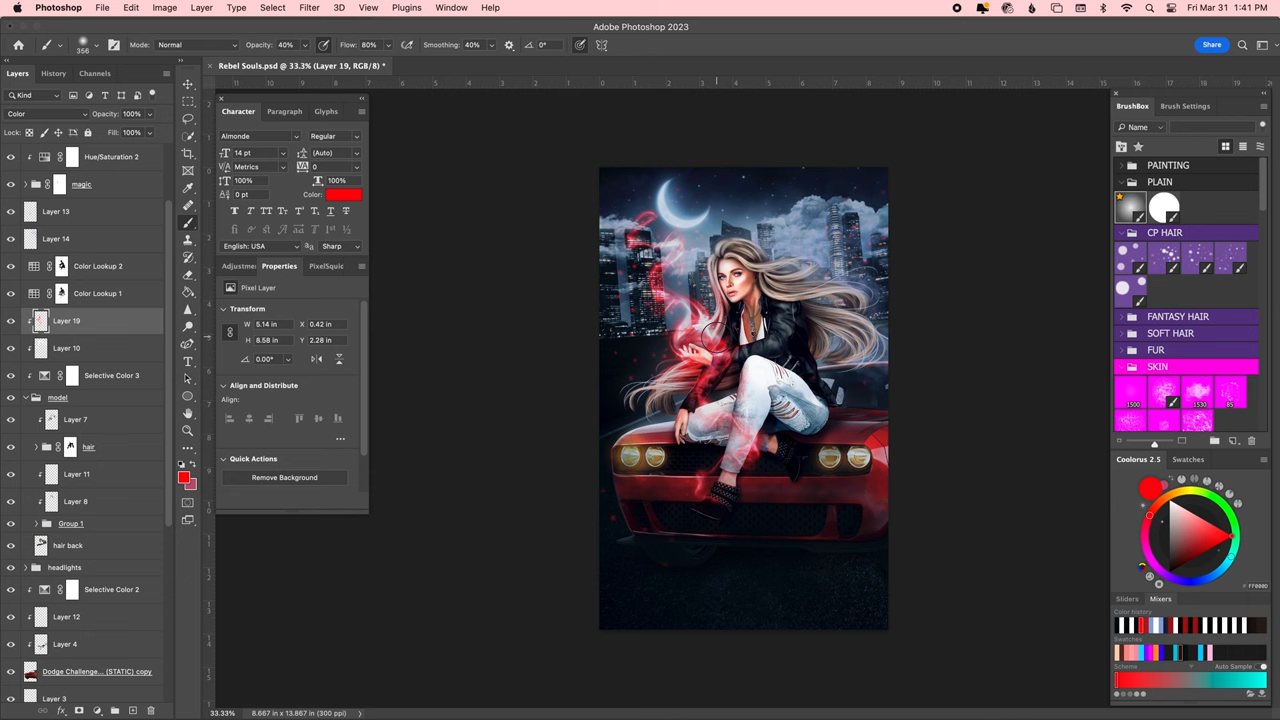 Photoshop File Edit Image Layer Type Select Filter 3D View Plugins Window Help Fri Mar 31 1:41 PM
Adobe Photoshop 2023
356 Mode: Normal Opacity: 40% Flow: 80% Smoothing: 40% 0° Share
Layers History Channels
Rebel Souls.psd @ 33.3% (Layer 19, RGB/8) *
Kind
Color Opacity: 100%
Lock: Fill: 100%
Hue/Saturation 2
magic
Layer 13
Layer 14
Color Lookup 2
Color Lookup 1
Layer 19
Layer 10
Selective Color 3
model
Layer 7
hair
Layer 11
Layer 8
Group 1
hair back
headlights
Selective Color 2
Layer 12
Layer 4
Dodge Challenge... (STATIC) copy
Layer 3
Character Paragraph Glyphs
Almonde Regular
14 pt (Auto)
Metrics 0
100% 100%
0 pt Color:
English: USA Sharp
Adjustme Properties PixelSquic
Pixel Layer
Transform
W 5.14 in X 0.42 in
H 8.58 in Y 2.28 in
0.00°
Align and Distribute
Align:
Quick Actions
Remove Background
BrushBox Brush Settings
Name
PAINTING
PLAIN
CP HAIR
FANTASY HAIR
SOFT HAIR
FUR
SKIN
1500 1530 85
Colorus 2.5 Swatches
FF000D
Sliders Mixers
Color history
Swatches
Scheme Auto Sample
33.33% 8.667 in x 13.867 in (300 ppi)